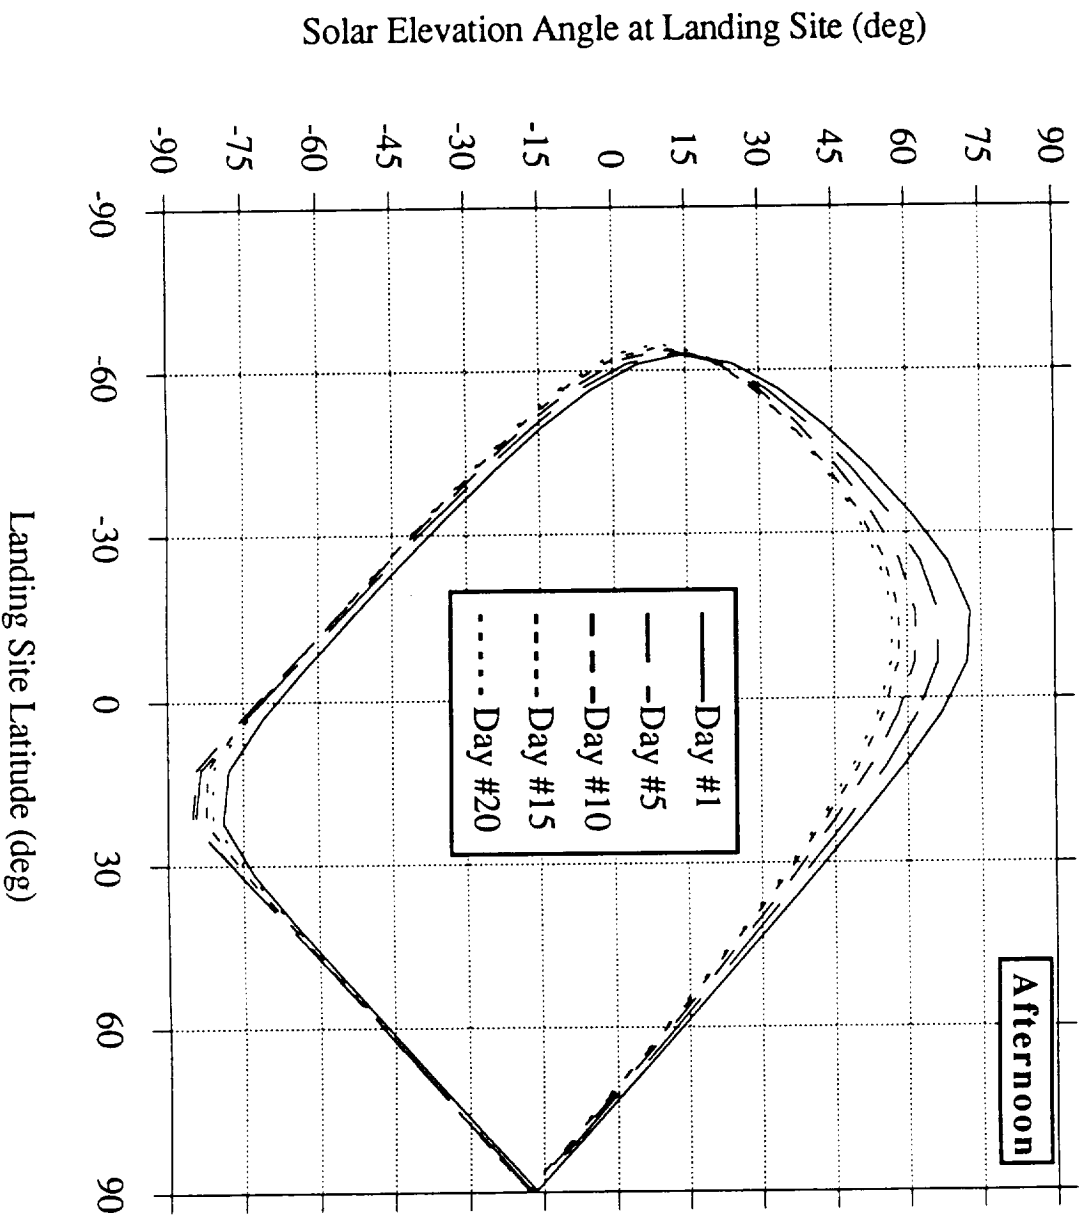 Solar Elevation Angle at Landing Site (deg)
90
75
60
45
30
15
0
-15
-30
-45
-60
-75
-90
-90
-60
-30
0
30
60
90
Landing Site Latitude (deg)
Afternoon
Day #1
Day #5
Day #10
Day #15
Day #20